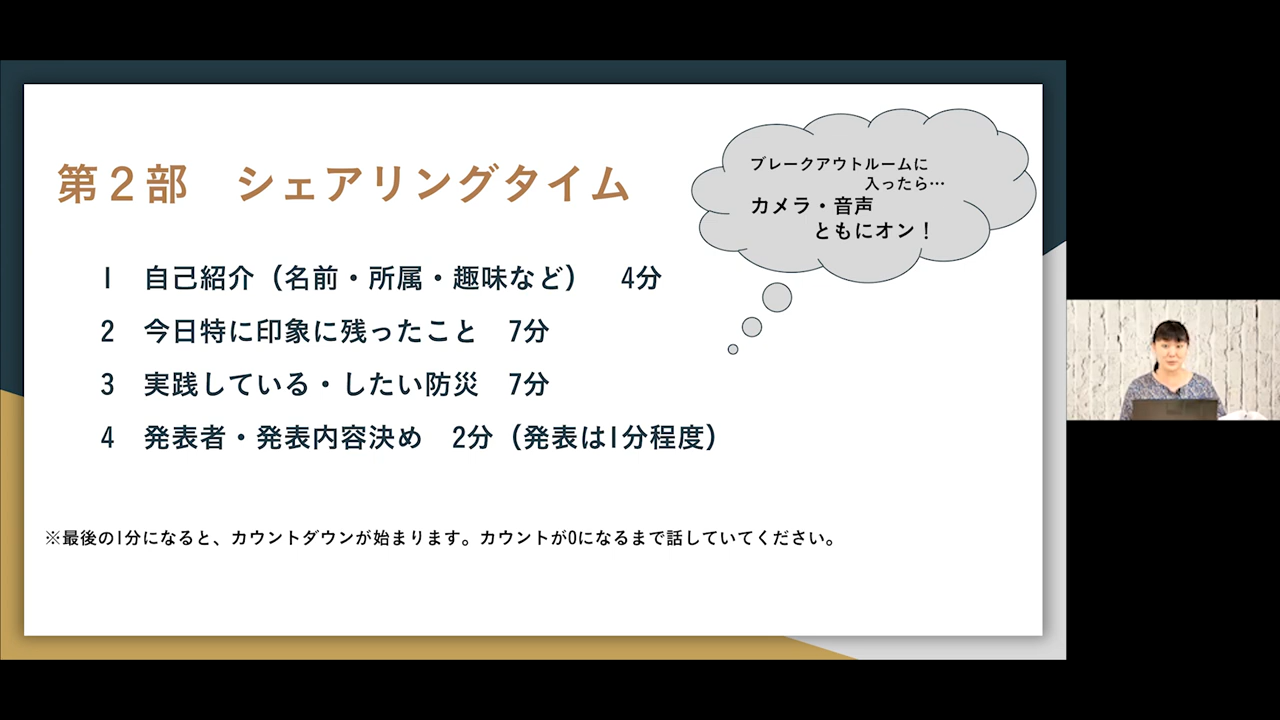 第２部　シェアリングタイム
ブレークアウトルームに
入ったら…
カメラ・音声
ともにオン！
1　自己紹介（名前・所属・趣味など）　4分
2　今日特に印象に残ったこと　7分
3　実践している・したい防災　7分
4　発表者・発表内容決め　2分（発表は1分程度）
※最後の1分になると、カウントダウンが始まります。カウントが0になるまで話していてください。